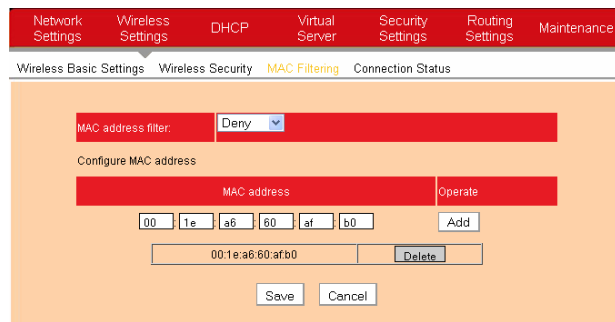 Network Settings Wireless Settings DHCP Virtual Server Security Settings Routing Settings Maintenance
Wireless Basic Settings Wireless Security MAC Filtering Connection Status
MAC address filter: Deny
Configure MAC address
MAC address Operate
00 : 1e : a6 : 60 : af : b0 Add
00:1e:a6:60:af:b0 Delete
Save Cancel